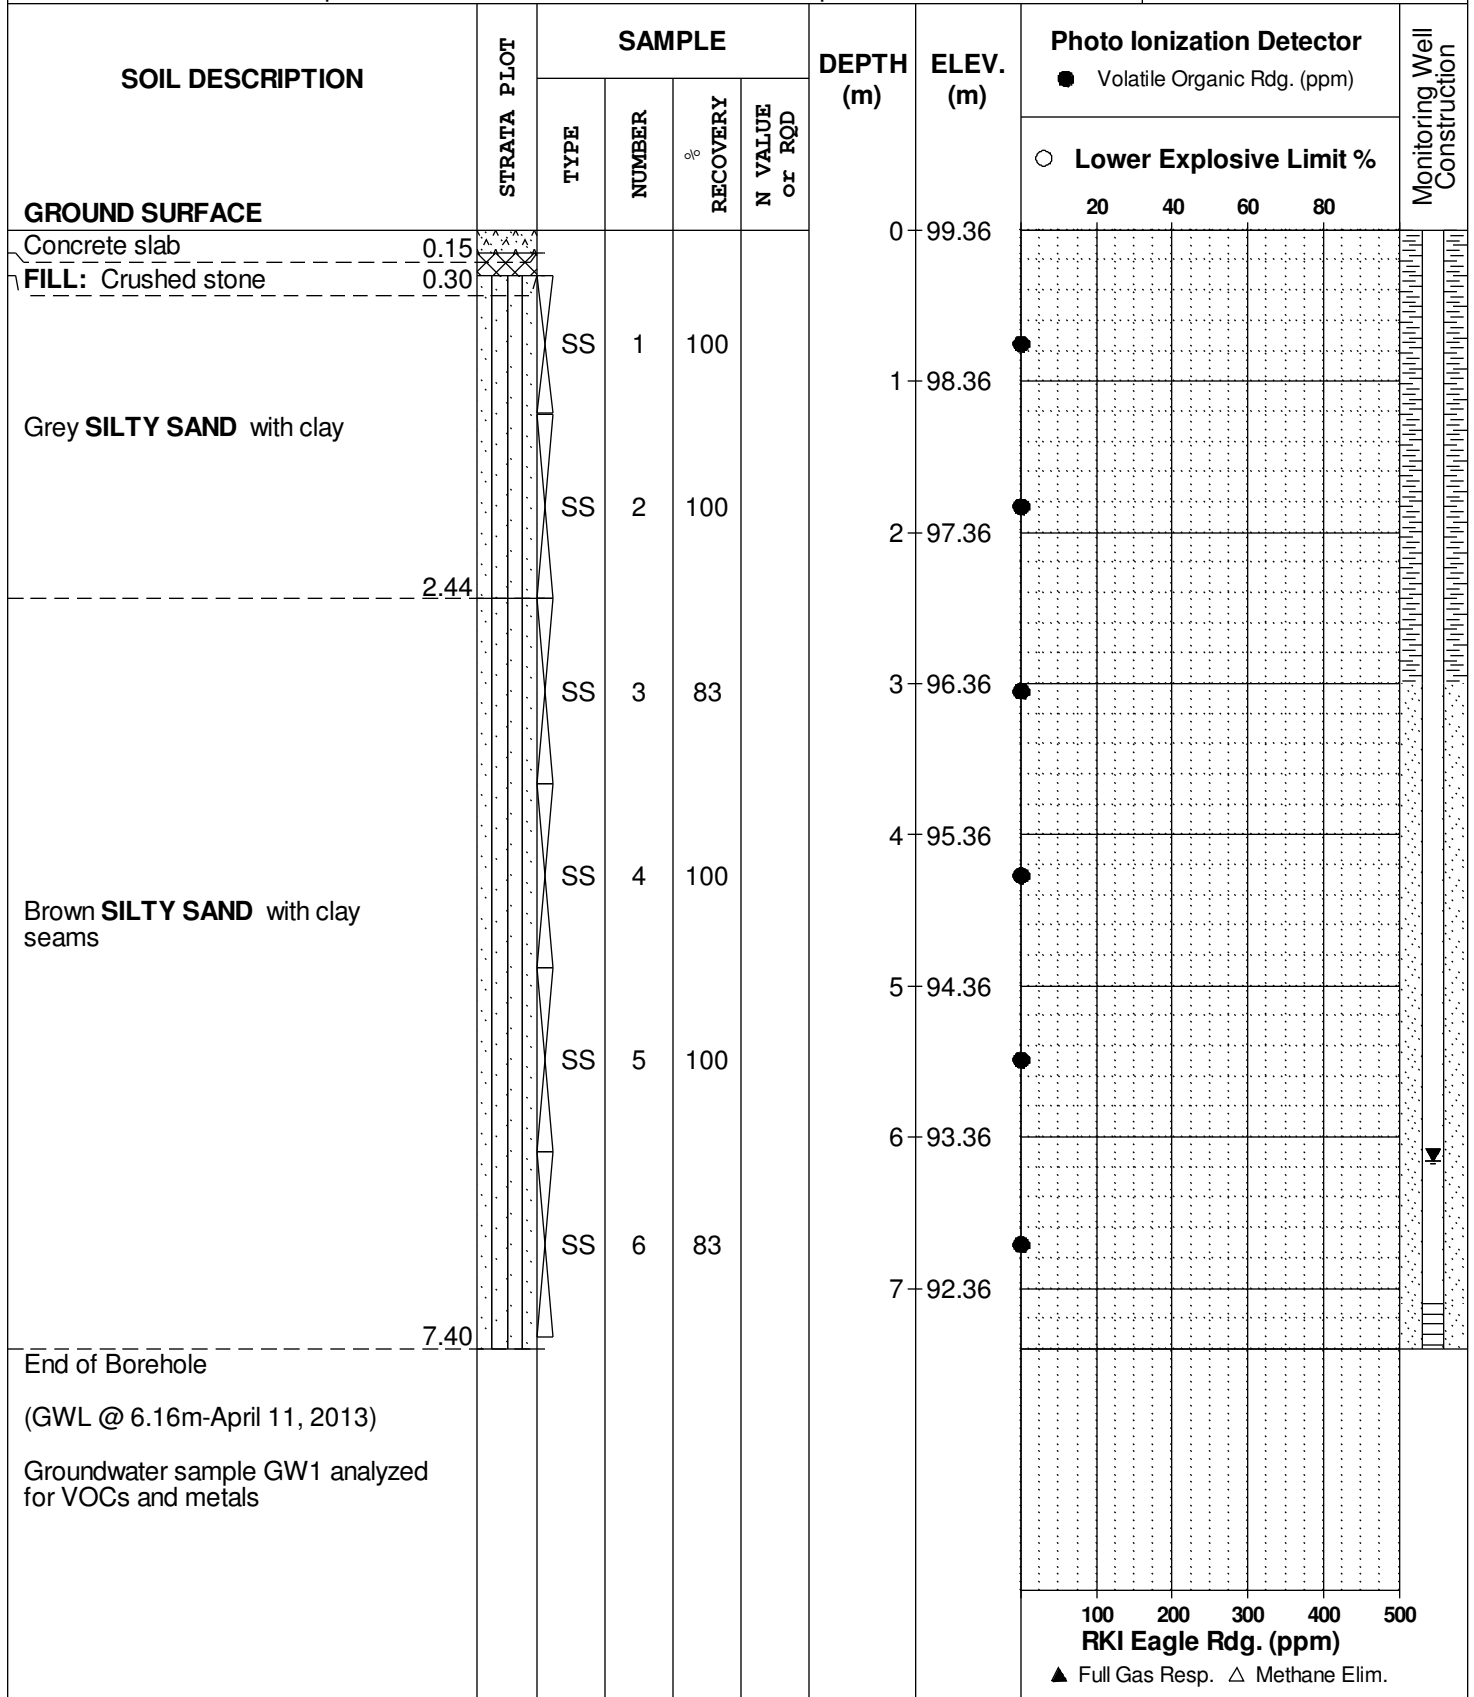 SOIL DESCRIPTION
GROUND SURFACE
STRATA PLOT
SAMPLE
TYPE
NUMBER
%
RECOVERY
N VALUE
or RQD
DEPTH
(m)
ELEV.
(m)
Photo Ionization Detector
● Volatile Organic Rdg. (ppm)
○ Lower Explosive Limit %
20 40 60 80
Monitoring Well
Construction
0 99.36
Concrete slab 0.15
FILL: Crushed stone 0.30
SS 1 100
1 98.36
Grey SILTY SAND with clay
SS 2 100
2 97.36
2.44
3 96.36
SS 3 83
4 95.36
SS 4 100
Brown SILTY SAND with clay
seams
5 94.36
SS 5 100
6 93.36
SS 6 83
7 92.36
7.40
End of Borehole
(GWL @ 6.16m-April 11, 2013)
Groundwater sample GW1 analyzed
for VOCs and metals
100 200 300 400 500
RKI Eagle Rdg. (ppm)
▲ Full Gas Resp. △ Methane Elim.